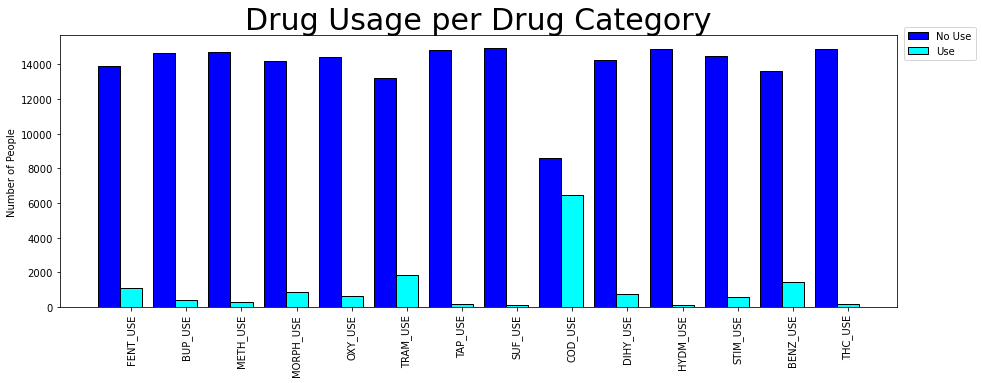 Drug Usage per Drug Category
No Use
Use
Number of People
14000
12000
10000
8000
6000
4000
2000
0
FENT_USE
BUP_USE
METH_USE
MORPH_USE
OXY_USE
TRAM_USE
TAP_USE
SUF_USE
COD_USE
DIHY_USE
HYDM_USE
STIM_USE
BENZ_USE
THC_USE